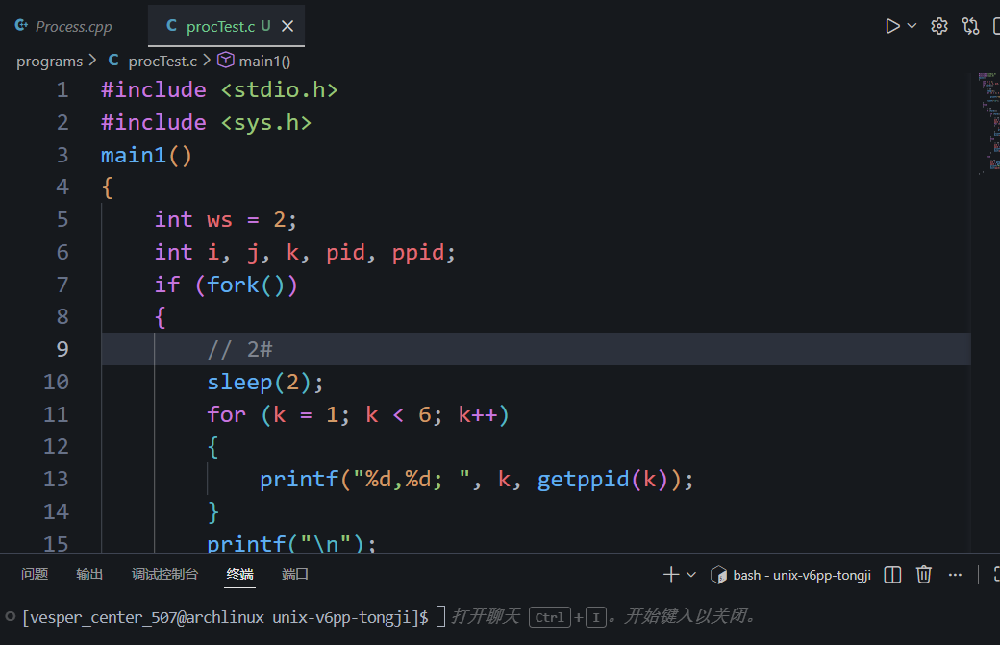 Process.cpp
C procTest.c U
programs > C procTest.c > main1()
1 #include <stdio.h>
2 #include <sys.h>
3 main1()
4 {
5 int ws = 2;
6 int i, j, k, pid, ppid;
7 if (fork())
8 {
9 // 2#
10 sleep(2);
11 for (k = 1; k < 6; k++)
12 {
13 printf("%d,%d; ", k, getppid(k));
14 }
15 printf("\n");
问题 输出 调试控制台 终端 端口 bash - unix-v6pp-tongji
[vesper_center_507@archlinux unix-v6pp-tongji]$ 打开聊天 Ctrl+I。开始键入以关闭。